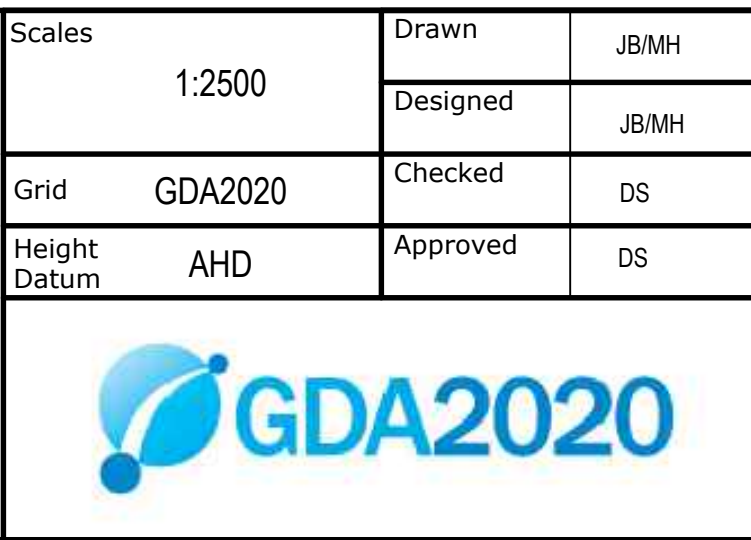 Scales
1:2500
Drawn JB/MH
Designed JB/MH
Grid GDA2020
Checked DS
Height
Datum
AHD
Approved DS
GDA2020